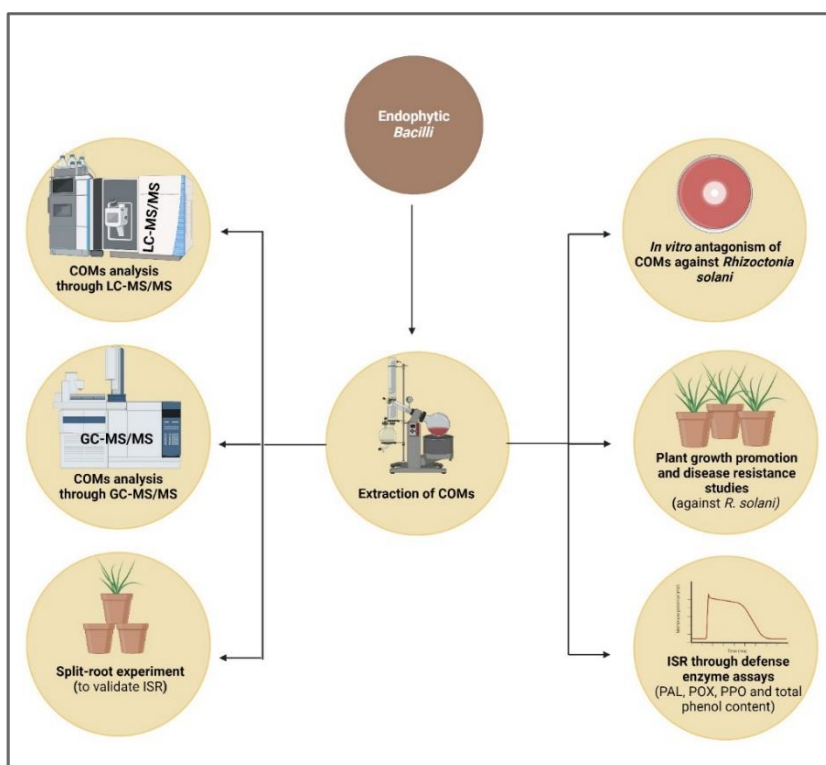 Endophytic
Bacilli
LC-MS/MS
COMs analysis
through LC-MS/MS
GC-MS/MS
COMs analysis
through GC-MS/MS
Split-root experiment
(to validate ISR)
Extraction of COMs
In vitro antagonism of
COMs against Rhizoctonia
solani
Plant growth promotion
and disease resistance
studies
(against R. solani)
ISR through defense
enzyme assays
(PAL, POX, PPO and total
phenol content)